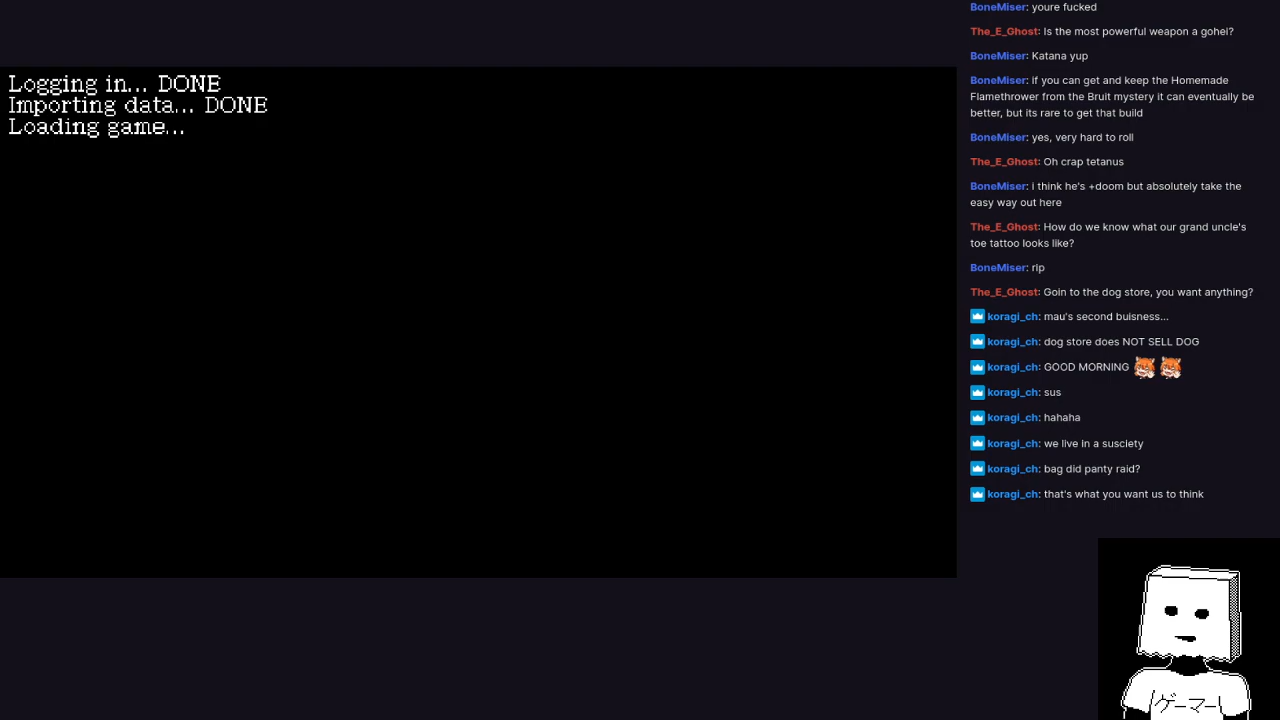 Logging in... DONE
Importing data... DONE
Loading game...
BoneMiser: youre fucked
The_E_Ghost: Is the most powerful weapon a gohei?
BoneMiser: Katana yup
BoneMiser: if you can get and keep the Homemade
Flamethrower from the Bruit mystery it can eventually be
better, but its rare to get that build
BoneMiser: yes, very hard to roll
The_E_Ghost: Oh crap tetanus
BoneMiser: i think he's +doom but absolutely take the
easy way out here
The_E_Ghost: How do we know what our grand uncle's
toe tattoo looks like?
BoneMiser: rip
The_E_Ghost: Goin to the dog store, you want anything?
koragi_ch: mau's second buisness...
koragi_ch: dog store does NOT SELL DOG
koragi_ch: GOOD MORNING
koragi_ch: sus
koragi_ch: hahaha
koragi_ch: we live in a susciety
koragi_ch: bag did panty raid?
koragi_ch: that's what you want us to think
ゲーマー